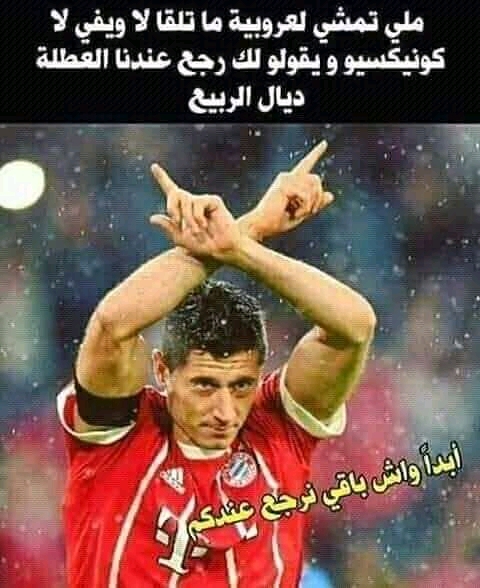 ملي تمشي لعروبية ما تلقا لا ويفي لا
كونيكسيو و يقولو لك رجع عندنا العطلة
ديال الربيع
أبداً واش باقي نرجع عندكم